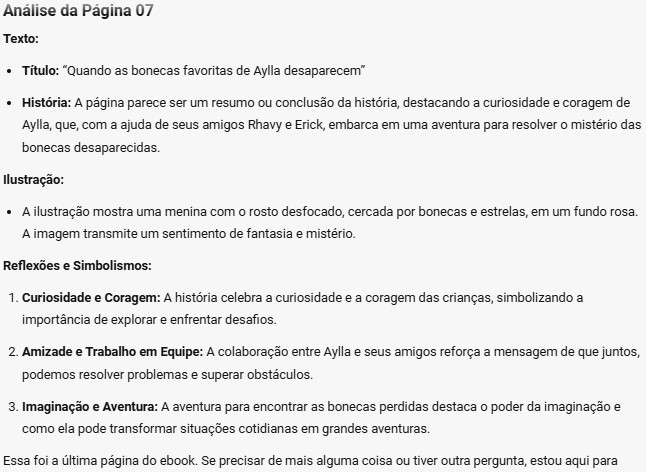 Análise da Página 07
Texto:
• Título: “Quando as bonecas favoritas de Aylla desaparecem”
• História: A página parece ser um resumo ou conclusão da história, destacando a curiosidade e coragem de
Aylla, que, com a ajuda de seus amigos Rhavy e Erick, embarca em uma aventura para resolver o mistério das
bonecas desaparecidas.
Ilustração:
• A ilustração mostra uma menina com o rosto desfocado, cercada por bonecas e estrelas, em um fundo rosa.
A imagem transmite um sentimento de fantasia e mistério.
Reflexões e Simbolismos:
1. Curiosidade e Coragem: A história celebra a curiosidade e a coragem das crianças, simbolizando a
importância de explorar e enfrentar desafios.
2. Amizade e Trabalho em Equipe: A colaboração entre Aylla e seus amigos reforça a mensagem de que juntos,
podemos resolver problemas e superar obstáculos.
3. Imaginação e Aventura: A aventura para encontrar as bonecas perdidas destaca o poder da imaginação e
como ela pode transformar situações cotidianas em grandes aventuras.
Essa foi a última página do ebook. Se precisar de mais alguma coisa ou tiver outra pergunta, estou aqui para